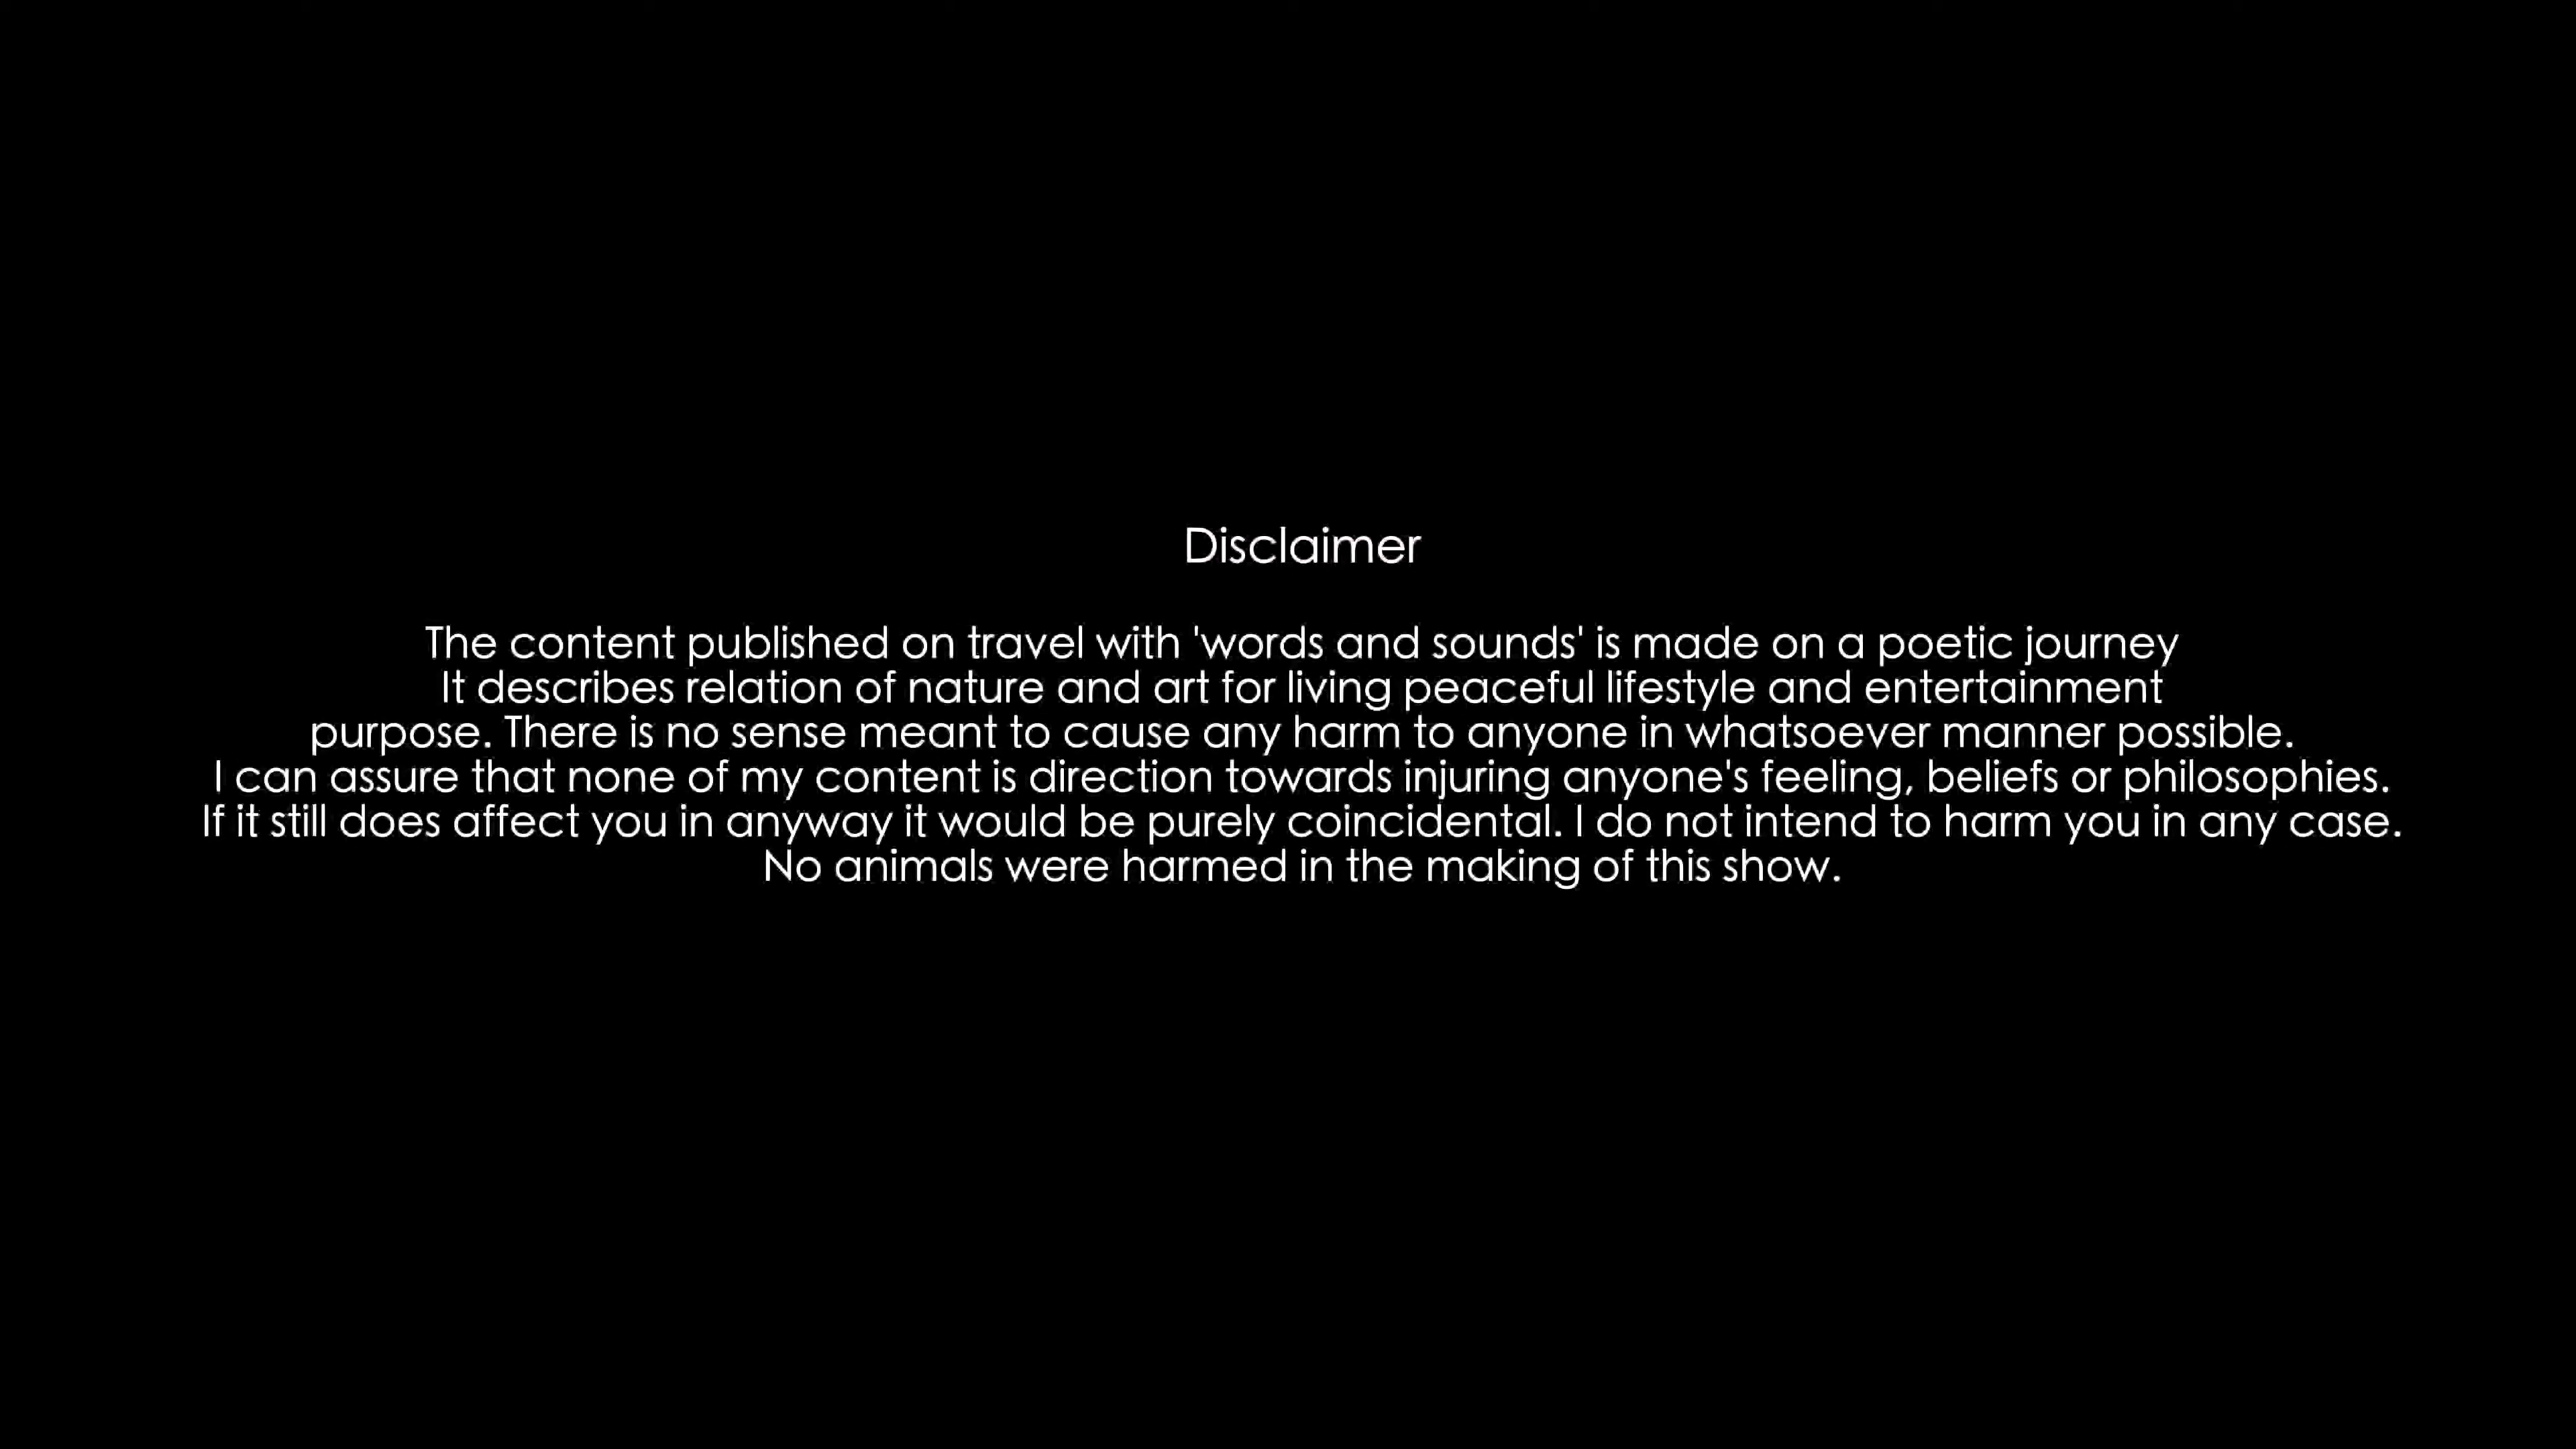 Disclaimer
The content published on travel with 'words and sounds' is made on a poetic journey
It describes relation of nature and art for living peaceful lifestyle and entertainment
purpose. There is no sense meant to cause any harm to anyone in whatsoever manner possible.
I can assure that none of my content is direction towards injuring anyone's feeling, beliefs or philosophies.
If it still does affect you in anyway it would be purely coincidental. I do not intend to harm you in any case.
No animals were harmed in the making of this show.